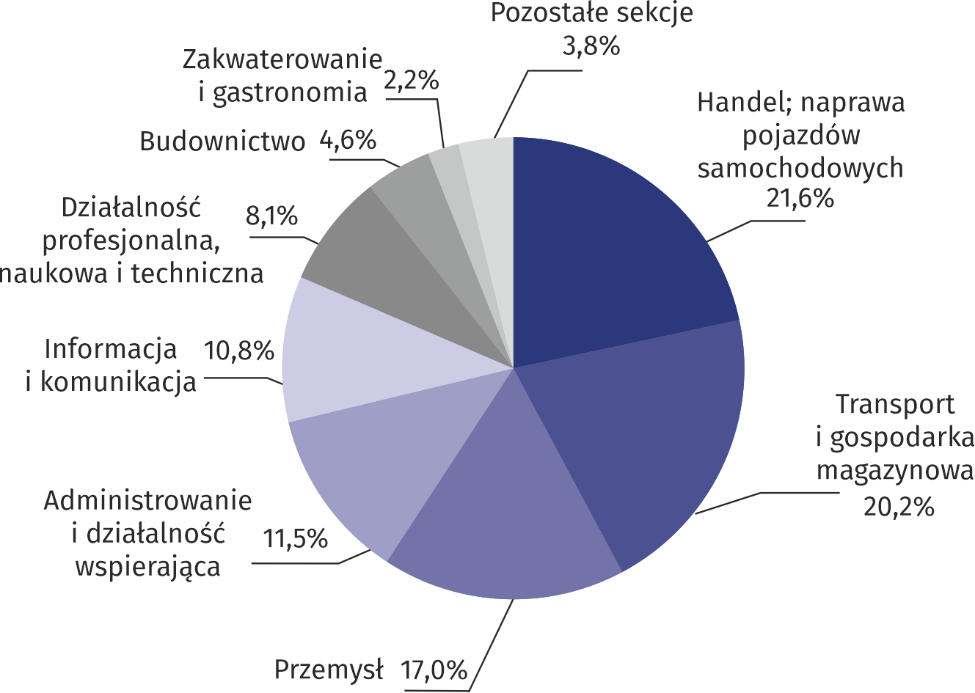 Pozostałe sekcje
3,8%
Handel; naprawa
pojazdów
samochodowych
21,6%
Transport
i gospodarka
magazynowa
20,2%
Przemysł 17,0%
Administrowanie
i działalność
wspierająca
11,5%
Informacja
i komunikacja
10,8%
Działalność
profesjonalna,
naukowa i techniczna
8,1%
Budownictwo 4,6%
Zakwaterowanie
i gastronomia
2,2%